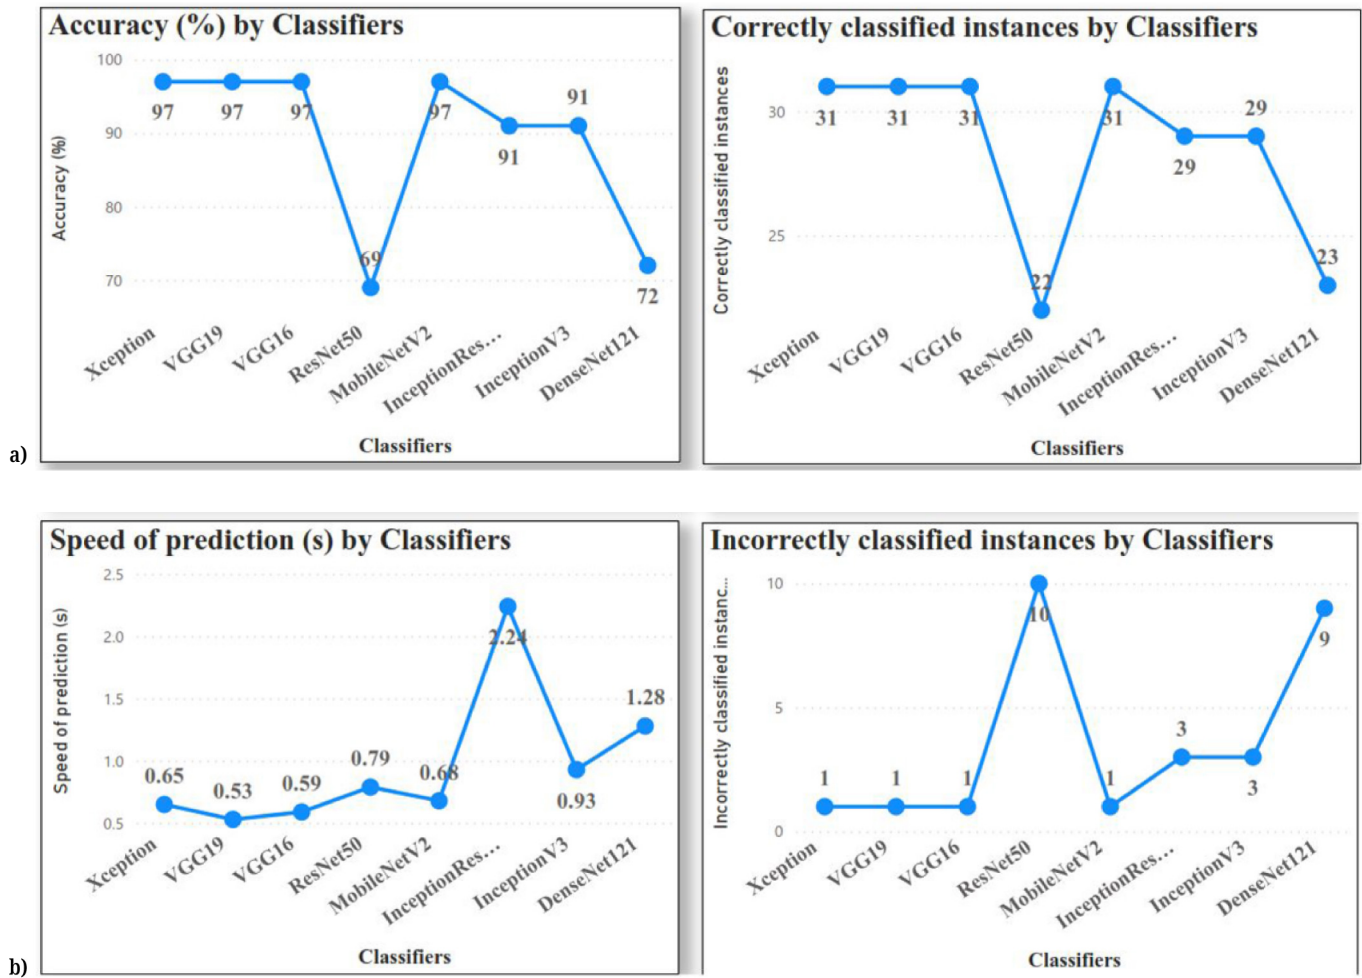 Accuracy (%) by Classifiers
Accuracy (%)
100
90
80
70
97
97
97
69
97
91
91
72
Xception
VGG19
VGG16
ResNet50
MobileNetV2
InceptionRes...
InceptionV3
DenseNet121
Classifiers
a)
Correctly classified instances by Classifiers
Correctly classified instances
30
25
31
31
31
22
31
29
29
23
Xception
VGG19
VGG16
ResNet50
MobileNetV2
InceptionRes...
InceptionV3
DenseNet121
Classifiers
Speed of prediction (s) by Classifiers
Speed of prediction (s)
2.5
2.0
1.5
1.0
0.5
0.65
0.53
0.59
0.79
0.68
2.24
0.93
1.28
Xception
VGG19
VGG16
ResNet50
MobileNetV2
InceptionRes...
InceptionV3
DenseNet121
Classifiers
b)
Incorrectly classified instances by Classifiers
Incorrectly classified instanc...
10
5
0
1
1
1
10
1
3
3
9
Xception
VGG19
VGG16
ResNet50
MobileNetV2
InceptionRes...
InceptionV3
DenseNet121
Classifiers